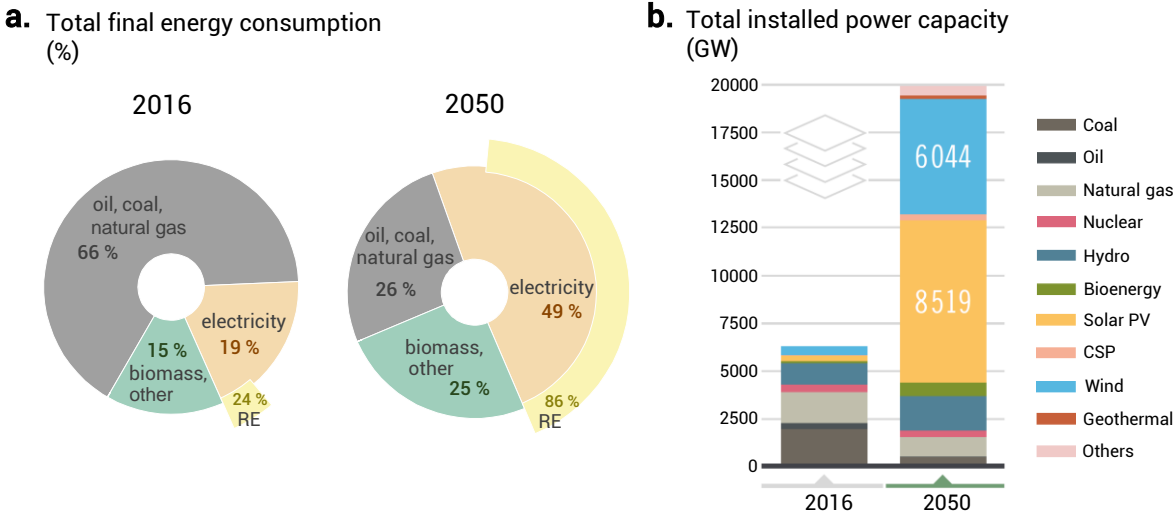 a. Total final energy consumption
(%)
2016
2050
oil, coal,
natural gas
66 %
electricity
19 %
15 %
biomass,
other
24 %
RE
oil, coal,
natural gas
26 %
electricity
49 %
biomass,
other
25 %
86 %
RE
b. Total installed power capacity
(GW)
20000
17500
15000
12500
10000
7500
5000
2500
0
6044
8519
2016
2050
Coal
Oil
Natural gas
Nuclear
Hydro
Bioenergy
Solar PV
CSP
Wind
Geothermal
Others